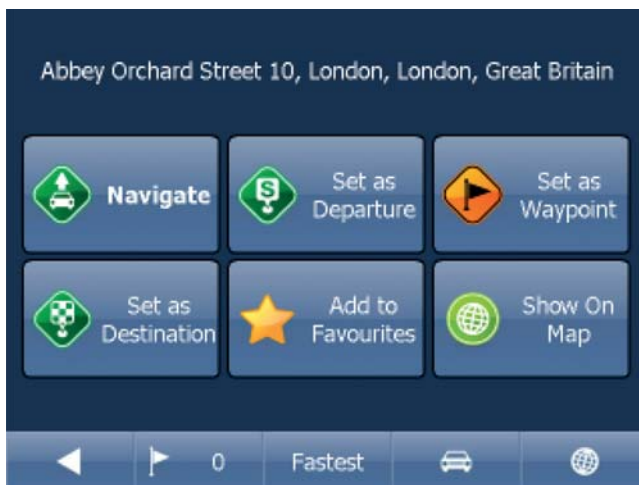 Abbey Orchard Street 10, London, London, Great Britain
Navigate
S
Set as
Departure
Set as
Waypoint
Set as
Destination
Add to
Favourites
Show On
Map
0
Fastest